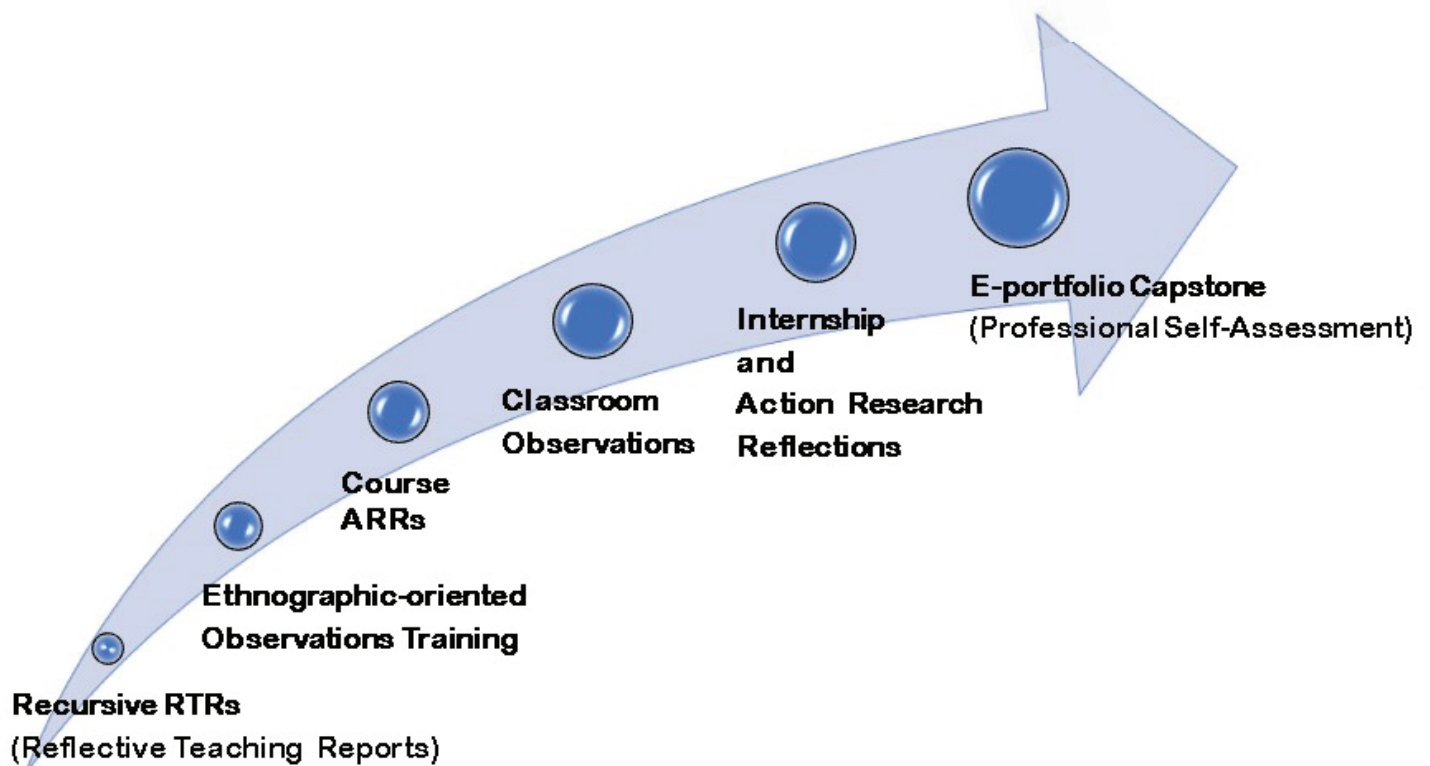 Recursive RTRs
(Reflective Teaching Reports)
Ethnographic-oriented
Observations Training
Course
ARRs
Classroom
Observations
Internship
and
Action Research
Reflections
E-portfolio Capstone
(Professional Self-Assessment)